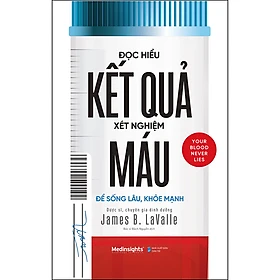 ĐỌC HIỂU
KẾT QUẢ
XÉT NGHIỆM
MÁU
YOUR
BLOOD
NEVER
LIES
ĐỂ SỐNG LÂU, KHỎE MẠNH
Dược sĩ, chuyên gia dinh dưỡng
James B. LaValle
Medinsights